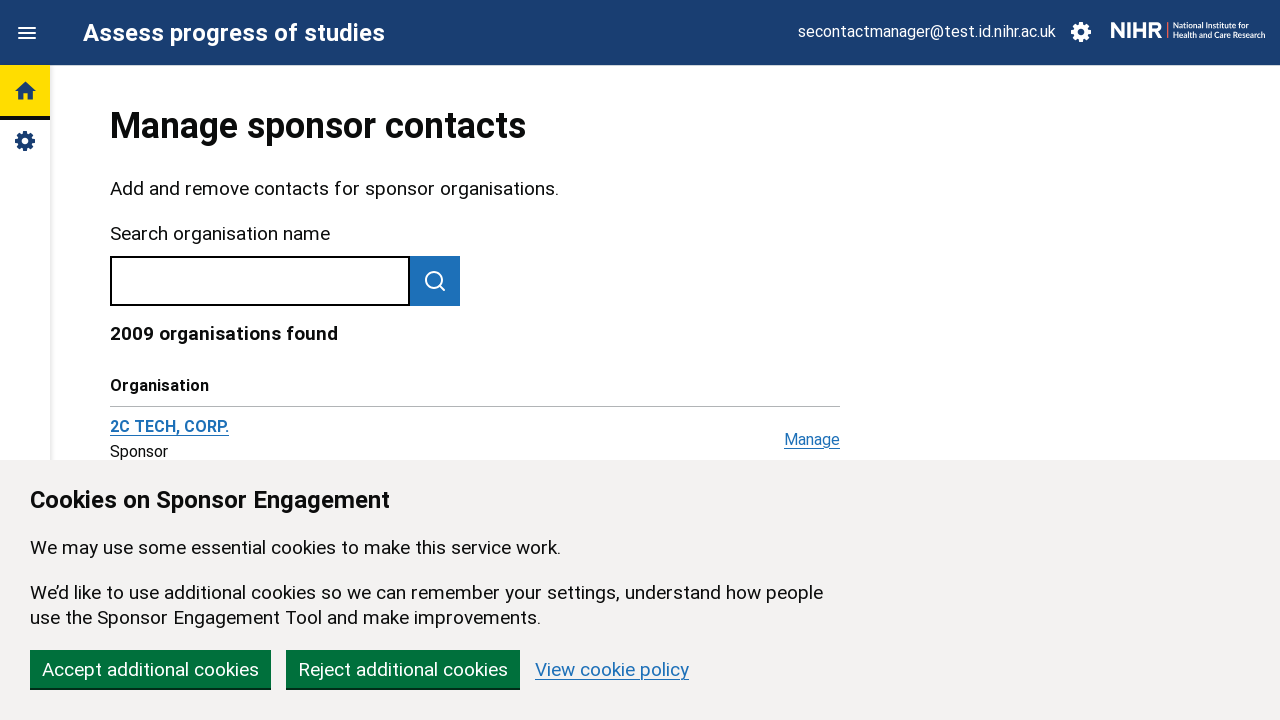 Assess progress of studies
secontactmanager@test.id.nihr.ac.uk
NIHR | National Institute for
Health and Care Research
Manage sponsor contacts
Add and remove contacts for sponsor organisations.
Search organisation name
2009 organisations found
Organisation
2C TECH, CORP.
Sponsor
Manage
Cookies on Sponsor Engagement
We may use some essential cookies to make this service work.
We’d like to use additional cookies so we can remember your settings, understand how people
use the Sponsor Engagement Tool and make improvements.
Accept additional cookies
Reject additional cookies
View cookie policy